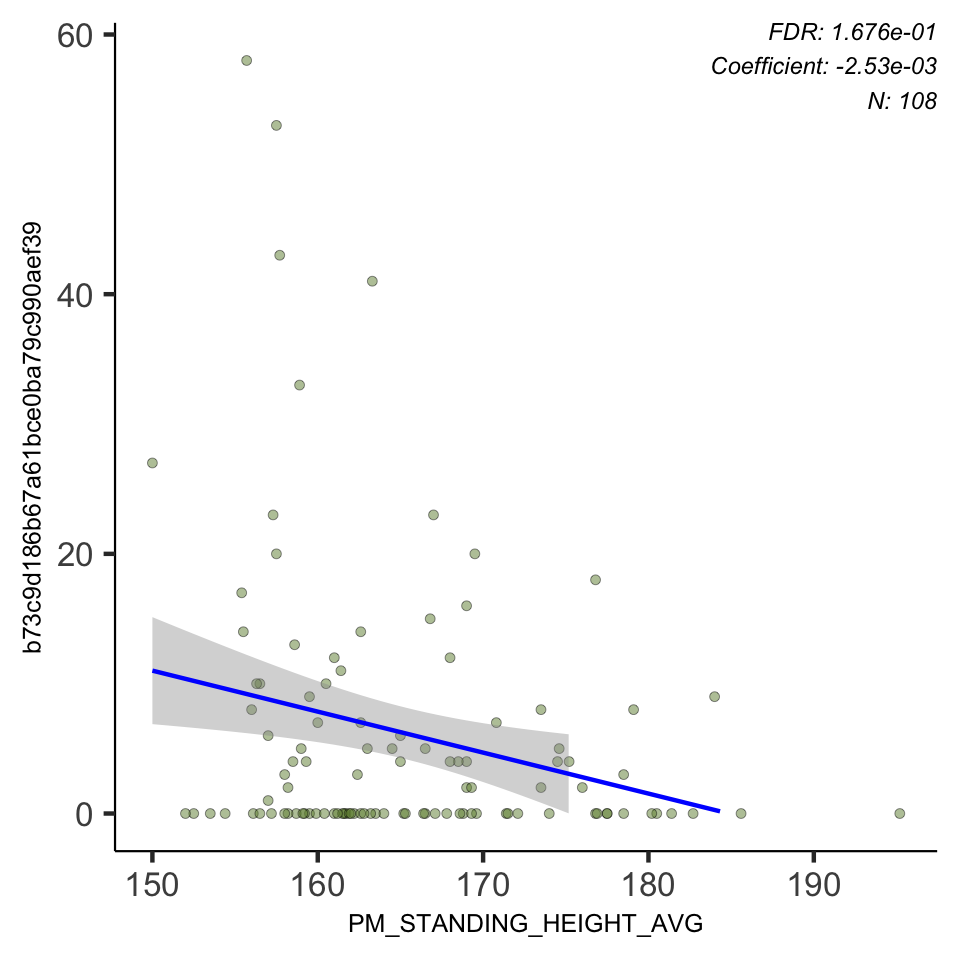 FDR: 1.676e-01
Coefficient: -2.53e-03
N: 108
60
40
20
0
b73c9d186b67a61bce0ba79c990aef39
150 160 170 180 190
PM_STANDING_HEIGHT_AVG